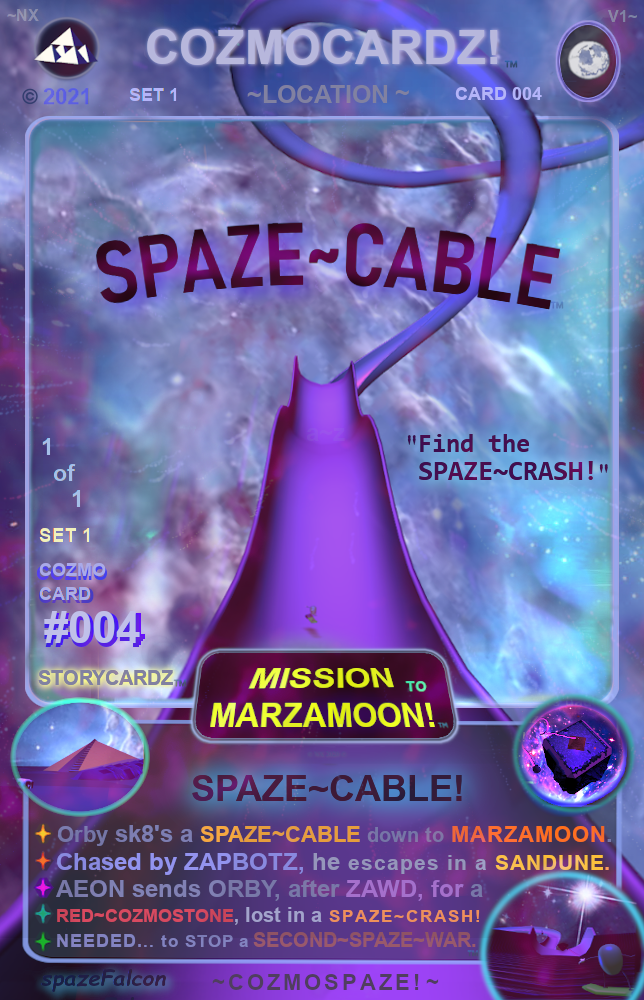 ~NX
V1~
COZMOCARDZ! TM
© 2021
SET 1
~LOCATION ~
CARD 004
SPAZE~CABLE TM
"Find the
SPAZE~CRASH!"
1
of
1
SET 1
COZMO
CARD
#004
STORYCARDZ
MISSION TO
MARZAMOON! TM
SPAZE~CABLE!
Orby sk8's a SPAZE~CABLE down to MARZAMOON.
Chased by ZAPBOTZ, he escapes in a SANDUNE.
AEON sends ORBY, after ZAWD, for a
RED~COZMOSTONE, lost in a SPAZE~CRASH!
NEEDED... to STOP a SECOND~SPAZE~WAR.
spazeFalcon
~COZMOSPAZE!~